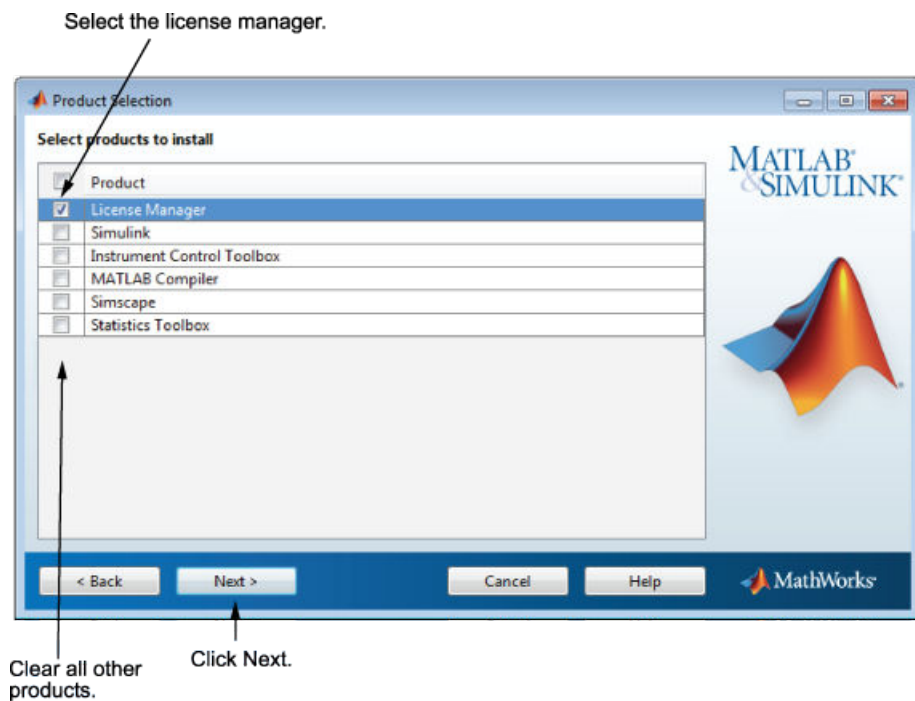 Select the license manager.
Product Selection
Select products to install
Product
License Manager
Simulink
Instrument Control Toolbox
MATLAB Compiler
Simscape
Statistics Toolbox
MATLAB®
&SIMULINK®
< Back
Next >
Cancel
Help
MathWorks®
Click Next.
Clear all other
products.